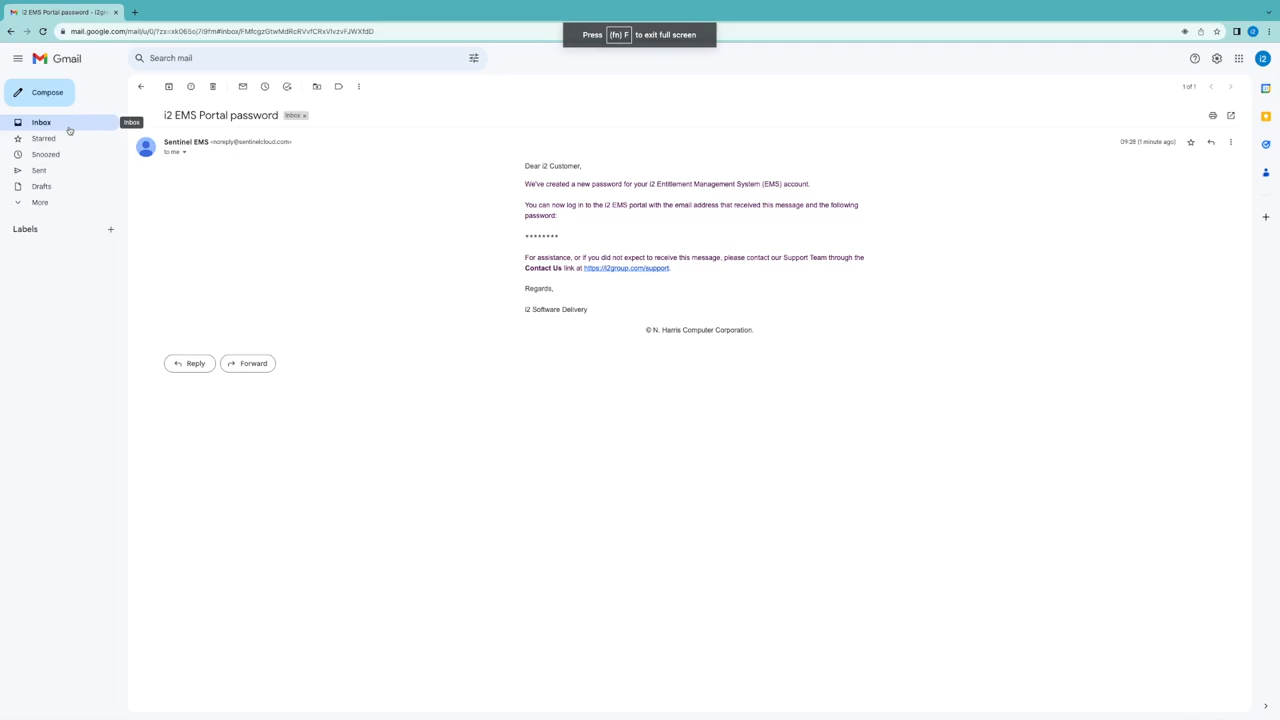 i2 EMS Portal password - i2gr
mail.google.com/mail/u/0/?zx=xk065oj7i9fm#inbox/FMfcgzGtwMdRcRVvfCRxVlvzvFJWXfdD
Press (fn) F to exit full screen
i2
Gmail
Search mail
i2
Compose
1 of 1
i2 EMS Portal password Inbox x
Inbox
Inbox
Starred
Snoozed
Sent
Drafts
More
Labels
Sentinel EMS <noreply@sentinelcloud.com>
09:28 (1 minute ago)
to me
Dear i2 Customer,
We've created a new password for your i2 Entitlement Management System (EMS) account.
You can now log in to the i2 EMS portal with the email address that received this message and the following
password:
********
For assistance, or if you did not expect to receive this message, please contact our Support Team through the
Contact Us link at https://i2group.com/support.
Regards,
i2 Software Delivery
© N. Harris Computer Corporation.
Reply
Forward